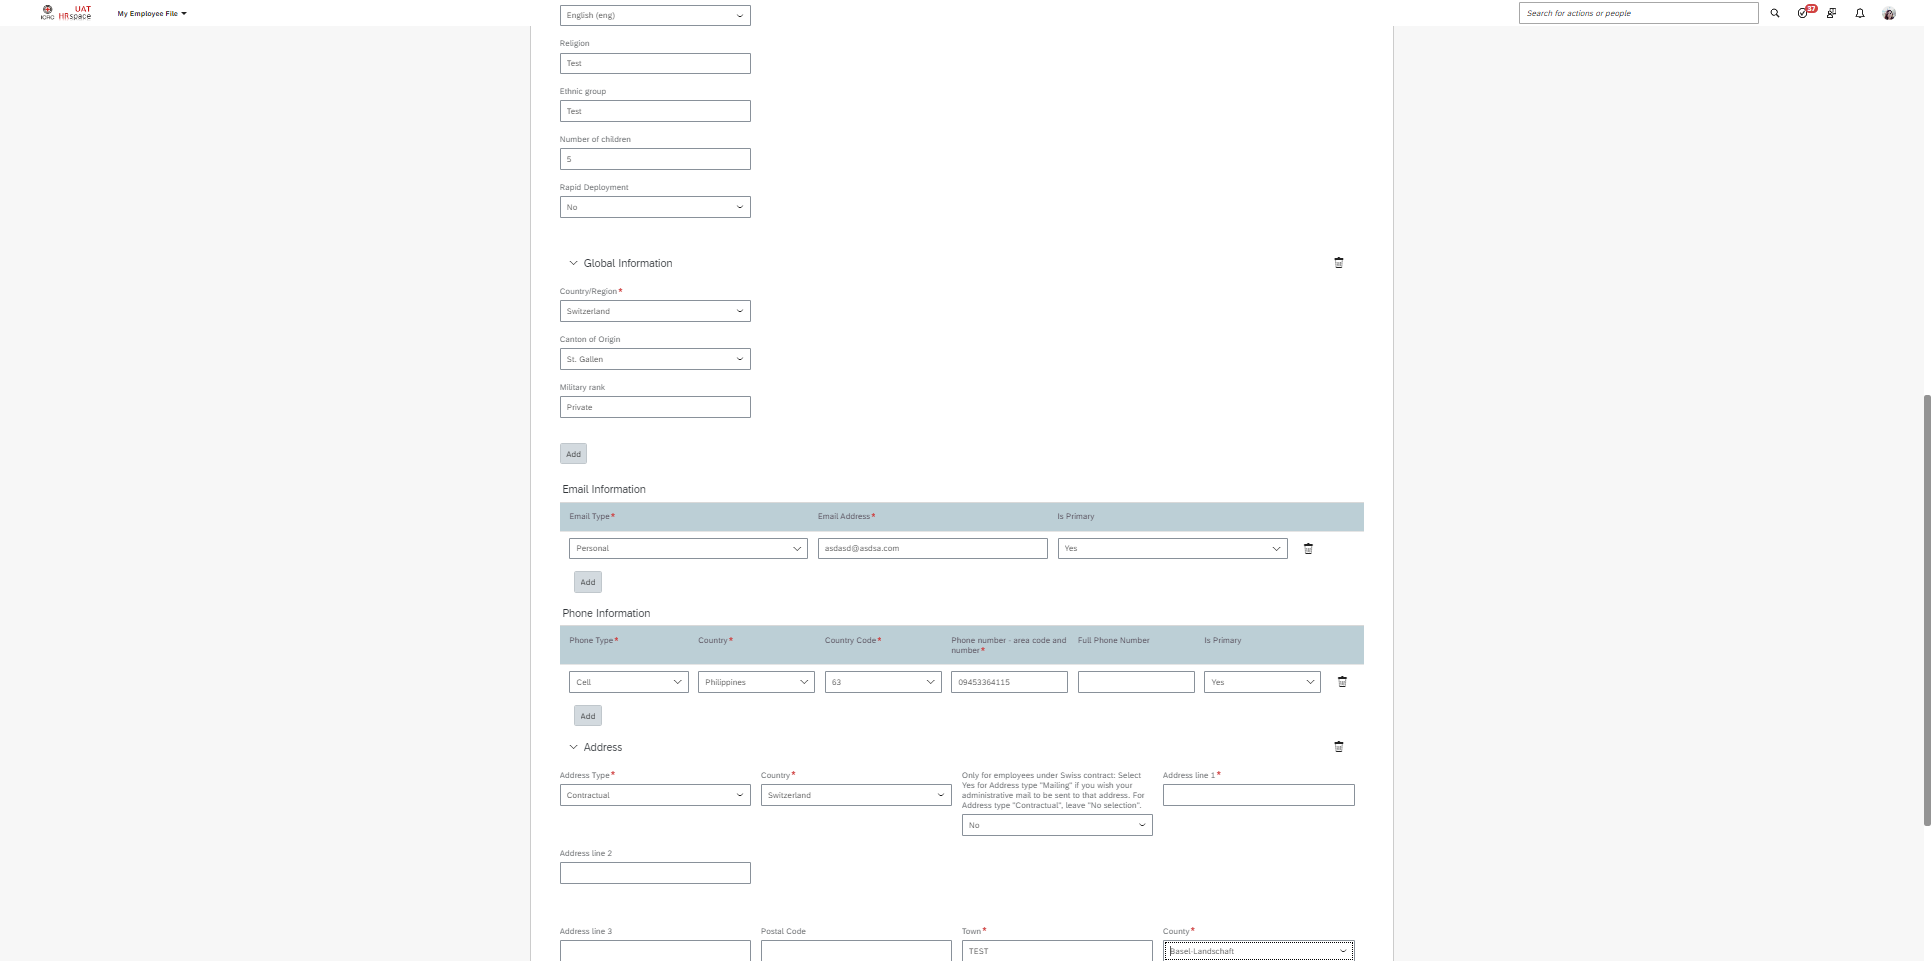 ICRC
UAT
HRspace
My Employee File
Search for actions or people
37
English (eng)
Religion
Test
Ethnic group
Test
Number of children
5
Rapid Deployment
No
Global Information
Country/Region*
Switzerland
Canton of Origin
St. Gallen
Military rank
Private
Add
Email Information
Email Type* Email Address* Is Primary
Personal asdasd@asdsa.com Yes
Add
Phone Information
Phone Type* Country* Country Code* Phone number - area code and Full Phone Number Is Primary
number*
Cell Philippines 63 09453364115 Yes
Add
Address
Address Type* Country* Only for employees under Swiss contract: Select Address line 1*
Yes for Address type "Mailing" if you wish your
administrative mail to be sent to that address. For
Address type "Contractual", leave "No selection".
Contractual Switzerland
No
Address line 2
Address line 3 Postal Code Town* County*
TEST Basel-Landschaft